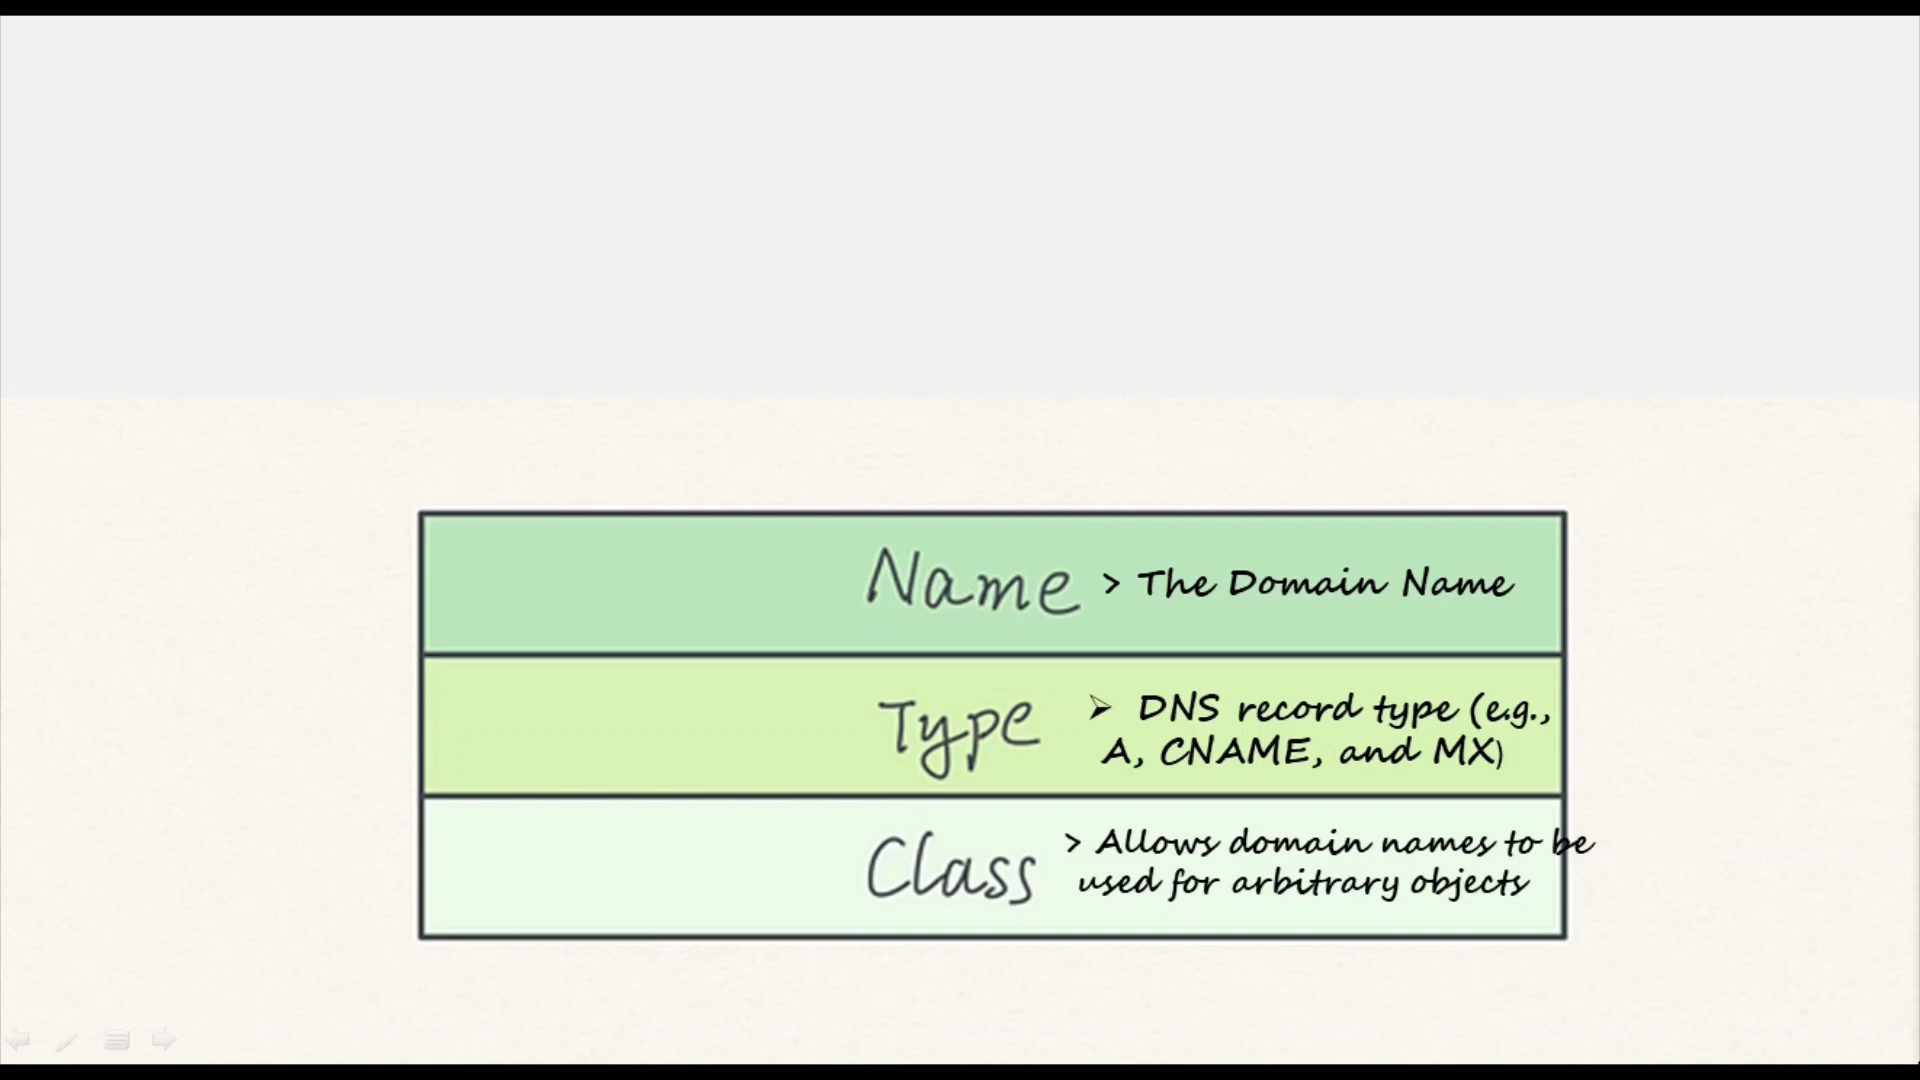 Name > The Domain Name
Type ➢ DNS record type (e.g.,
A, CNAME, and MX)
Class > Allows domain names to be
used for arbitrary objects